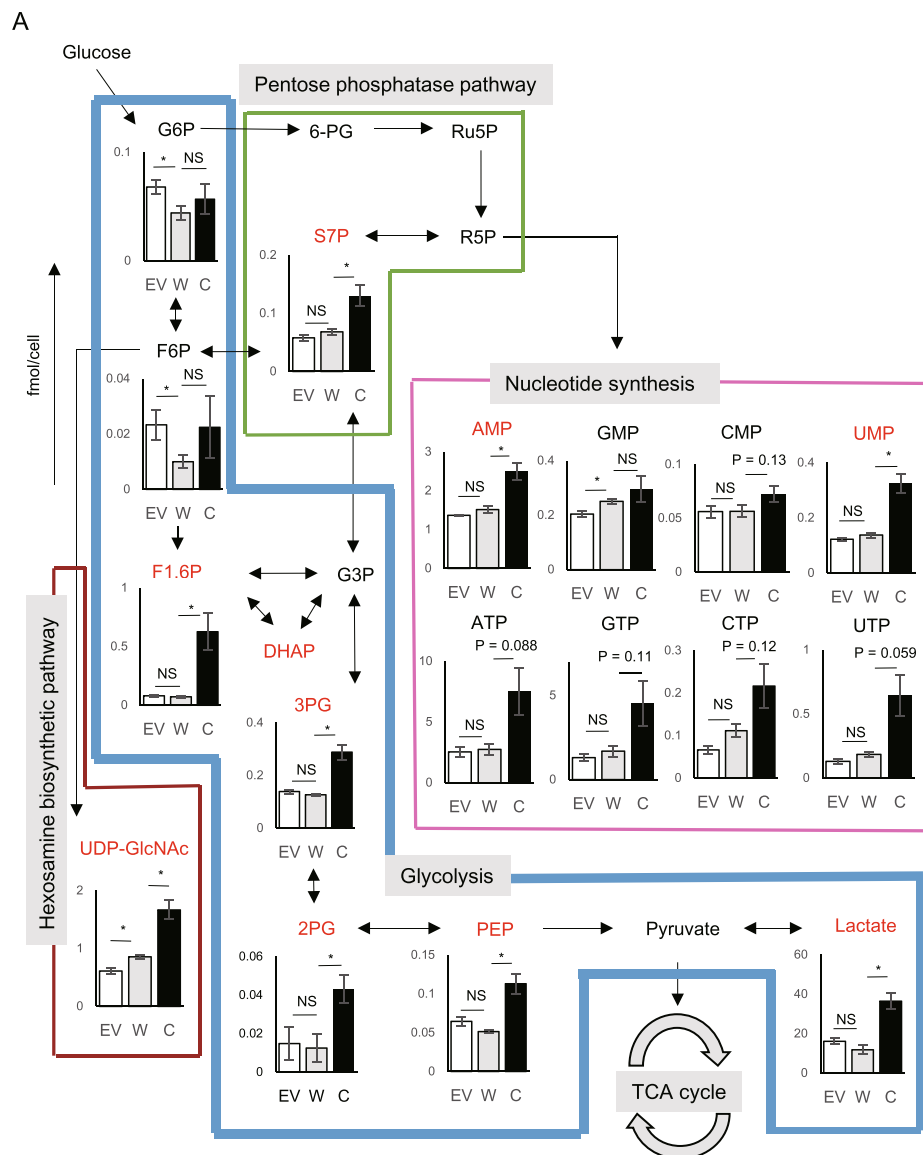 A
Glucose
Pentose phosphatase pathway
G6P
6-PG
Ru5P
0.1
* NS
0
EV W C
S7P
R5P
0.2
0.1
0
NS *
EV W C
fmol/cell
F6P
0.04
0.02
0
* NS
EV W C
Nucleotide synthesis
AMP
3
2
1
0
NS *
EV W C
GMP
0.4
0.2
0
* NS
EV W C
CMP
P = 0.13
0.1
0.05
0
NS
EV W C
UMP
0.4
0.2
0
NS *
EV W C
F1.6P
1
0.5
0
NS *
EV W C
G3P
DHAP
ATP
P = 0.088
10
5
0
NS
EV W C
GTP
P = 0.11
5
0
NS
EV W C
CTP
P = 0.12
0.3
0.2
0.1
0
NS
EV W C
UTP
P = 0.059
1
0.5
0
NS
EV W C
3PG
0.4
0.2
0
NS *
EV W C
Hexosamine biosynthetic pathway
UDP-GlcNAc
2
1
0
* *
EV W C
Glycolysis
2PG
0.06
0.04
0.02
0
NS *
EV W C
PEP
0.1
0.05
0
NS *
EV W C
Pyruvate
Lactate
60
40
20
0
NS *
EV W C
TCA cycle